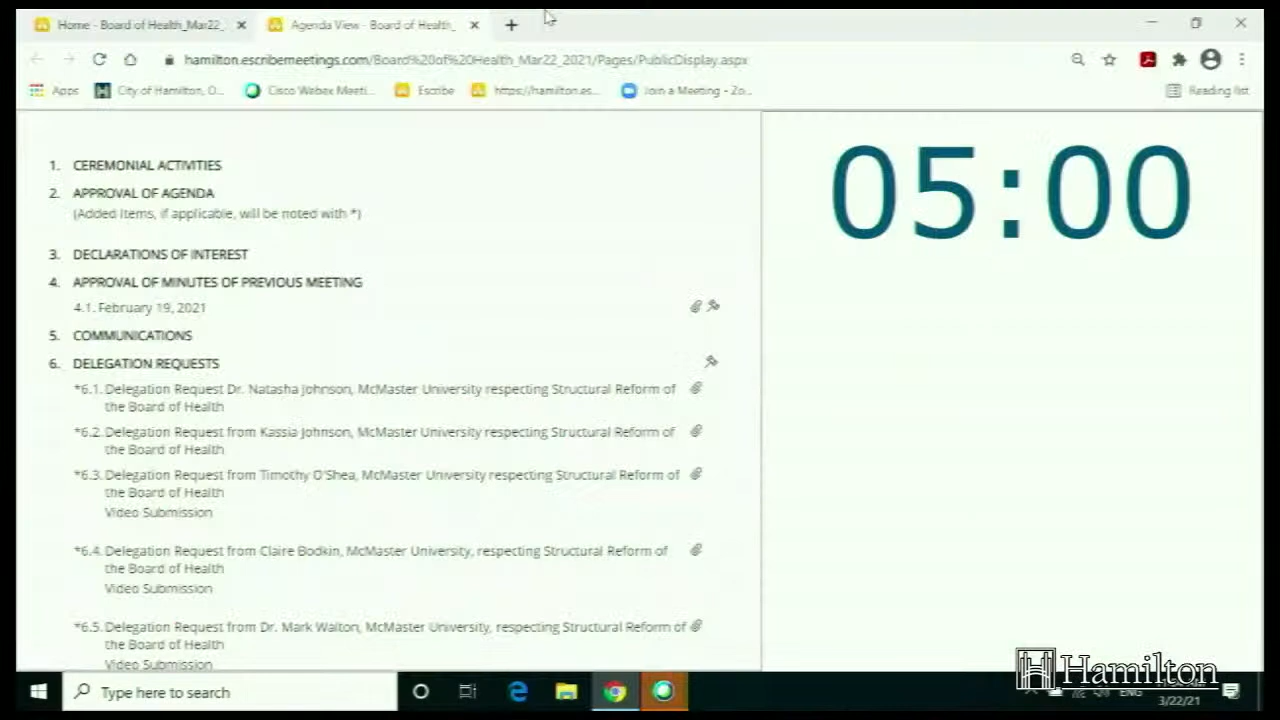 Home - Board of Health_Mar22_
Agenda View - Board of Health_
hamilton.escribemeetings.com/Board%20of%20Health_Mar22_2021/Pages/PublicDisplay.aspx
Apps
City of Hamilton, O...
Cisco Webex Meeti...
Escribe
https://hamilton.es...
Join a Meeting - Zo...
Reading list
1. CEREMONIAL ACTIVITIES
2. APPROVAL OF AGENDA
(Added Items, if applicable, will be noted with *)
3. DECLARATIONS OF INTEREST
4. APPROVAL OF MINUTES OF PREVIOUS MEETING
4.1. February 19, 2021
5. COMMUNICATIONS
6. DELEGATION REQUESTS
*6.1. Delegation Request Dr. Natasha Johnson, McMaster University respecting Structural Reform of
the Board of Health
*6.2. Delegation Request from Kassia Johnson, McMaster University respecting Structural Reform of
the Board of Health
*6.3. Delegation Request from Timothy O'Shea, McMaster University respecting Structural Reform of
the Board of Health
Video Submission
*6.4. Delegation Request from Claire Bodkin, McMaster University, respecting Structural Reform of
the Board of Health
Video Submission
*6.5. Delegation Request from Dr. Mark Walton, McMaster University, respecting Structural Reform of
the Board of Health
Video Submission
05:00
Hamilton
Type here to search
ENG
3/22/21